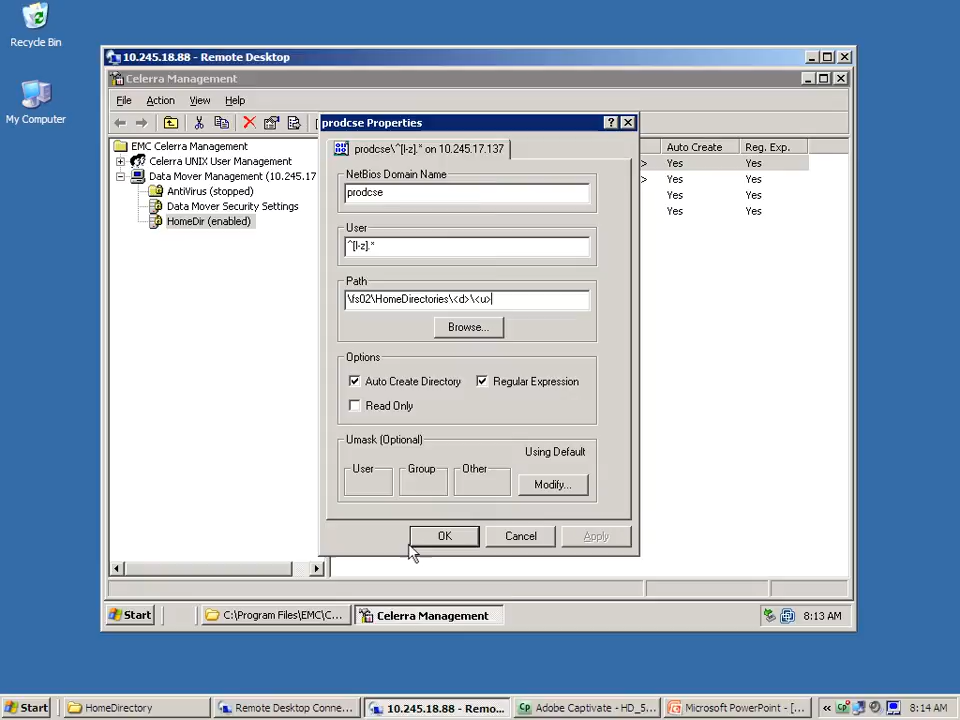 Recycle Bin
My Computer
10.245.18.88 - Remote Desktop
Celerra Management
File Action View Help
EMC Celerra Management
Celerra UNIX User Management
Data Mover Management (10.245.17
AntiVirus (stopped)
Data Mover Security Settings
HomeDir (enabled)
Auto Create Reg. Exp.
> Yes Yes
> Yes Yes
Yes Yes
Yes Yes
prodcse Properties
prodcse\^[l-z].* on 10.245.17.137
NetBios Domain Name
prodcse
User
^[l-z].*
Path
\fs02\HomeDirectories\<d>\<u>
Browse...
Options
Auto Create Directory Regular Expression
Read Only
Umask (Optional)
Using Default
User Group Other
Modify...
OK Cancel Apply
Start C:\Program Files\EMC\C... Celerra Management 8:13 AM
Start HomeDirectory Remote Desktop Conne... 10.245.18.88 - Remo... Adobe Captivate - HD_5... Microsoft PowerPoint - [... « 8:14 AM